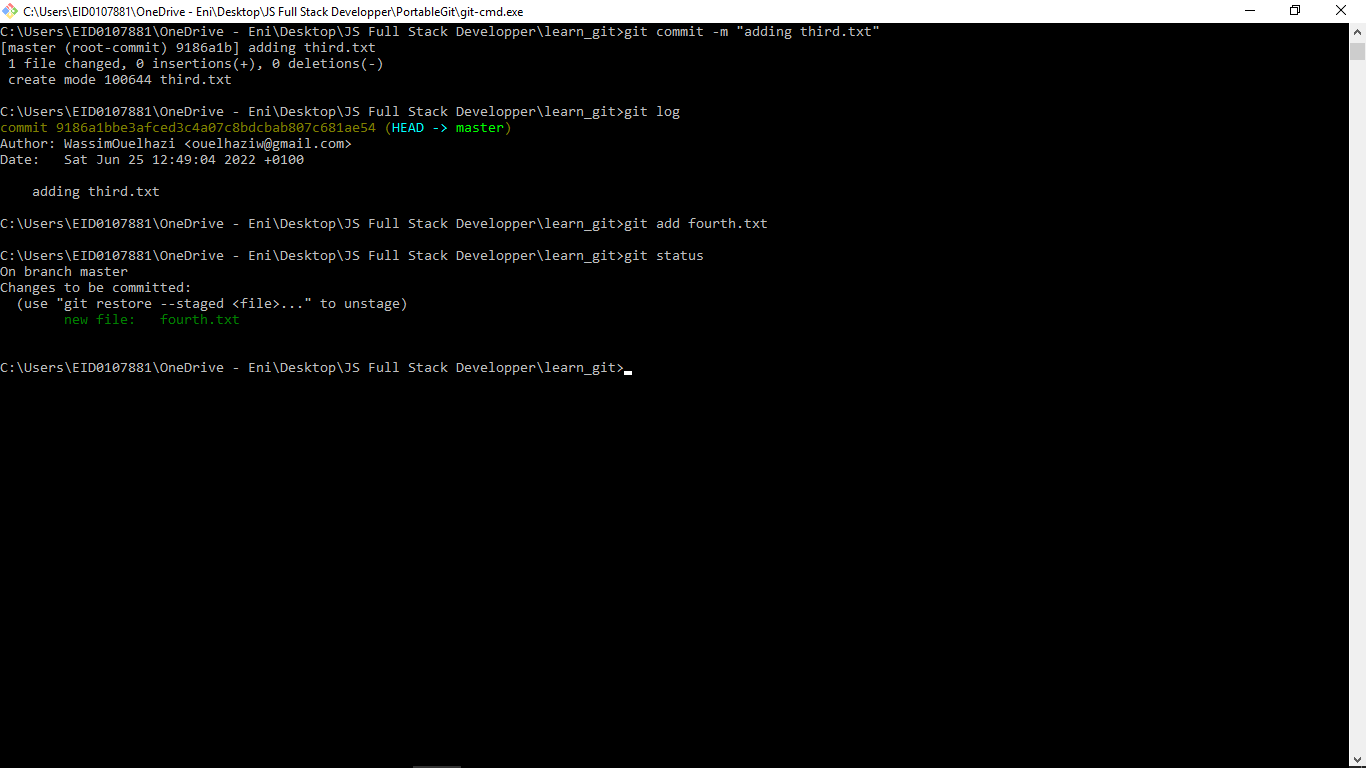 C:\Users\EID0107881\OneDrive - Eni\Desktop\JS Full Stack Developper\PortableGit\git-cmd.exe
C:\Users\EID0107881\OneDrive - Eni\Desktop\JS Full Stack Developper\learn_git>git commit -m "adding third.txt"
[master (root-commit) 9186a1b] adding third.txt
 1 file changed, 0 insertions(+), 0 deletions(-)
 create mode 100644 third.txt
C:\Users\EID0107881\OneDrive - Eni\Desktop\JS Full Stack Developper\learn_git>git log
commit 9186a1bbe3afced3c4a07c8bdcbab807c681ae54 (HEAD -> master)
Author: WassimOuelhazi <ouelhaziw@gmail.com>
Date:   Sat Jun 25 12:49:04 2022 +0100
    adding third.txt
C:\Users\EID0107881\OneDrive - Eni\Desktop\JS Full Stack Developper\learn_git>git add fourth.txt
C:\Users\EID0107881\OneDrive - Eni\Desktop\JS Full Stack Developper\learn_git>git status
On branch master
Changes to be committed:
  (use "git restore --staged <file>..." to unstage)
        new file:   fourth.txt
C:\Users\EID0107881\OneDrive - Eni\Desktop\JS Full Stack Developper\learn_git>